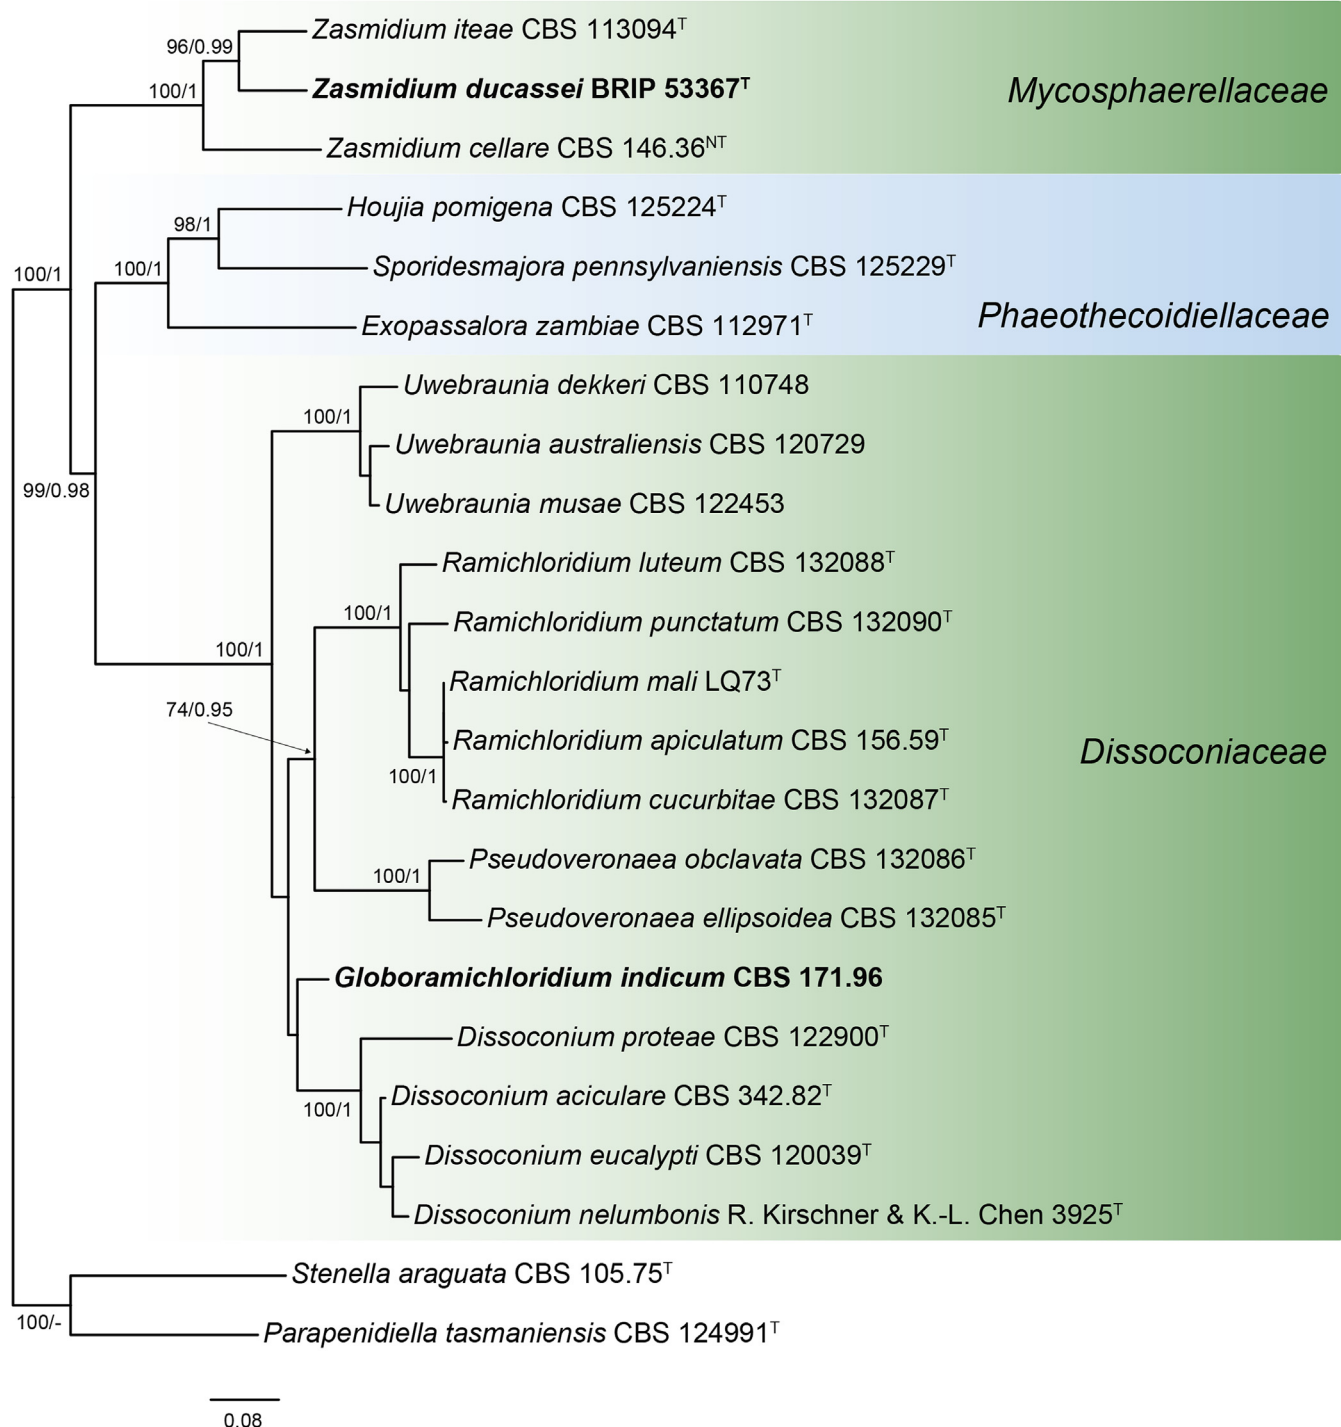 Zasmidium iteae CBS 113094ᵀ
96/0.99
Zasmidium ducassei BRIP 53367ᵀ
100/1
Mycosphaerellaceae
Zasmidium cellare CBS 146.36ᴺᵀ
Houjia pomigena CBS 125224ᵀ
98/1
Sporidesmajora pennsylvaniensis CBS 125229ᵀ
100/1
100/1
Phaeothecoidiellaceae
Exopassalora zambiae CBS 112971ᵀ
Uwebraunia dekkeri CBS 110748
100/1
Uwebraunia australiensis CBS 120729
99/0.98
Uwebraunia musae CBS 122453
Ramichloridium luteum CBS 132088ᵀ
100/1
Ramichloridium punctatum CBS 132090ᵀ
100/1
Ramichloridium mali LQ73ᵀ
74/0.95
Ramichloridium apiculatum CBS 156.59ᵀ
Dissoconiaceae
100/1
Ramichloridium cucurbitae CBS 132087ᵀ
Pseudoveronaea obclavata CBS 132086ᵀ
100/1
Pseudoveronaea ellipsoidea CBS 132085ᵀ
Globoramichloridium indicum CBS 171.96
Dissoconium proteae CBS 122900ᵀ
Dissoconium aciculare CBS 342.82ᵀ
100/1
Dissoconium eucalypti CBS 120039ᵀ
Dissoconium nelumbonis R. Kirschner & K.-L. Chen 3925ᵀ
Stenella araguata CBS 105.75ᵀ
100/-
Parapenidiella tasmaniensis CBS 124991ᵀ
0.08